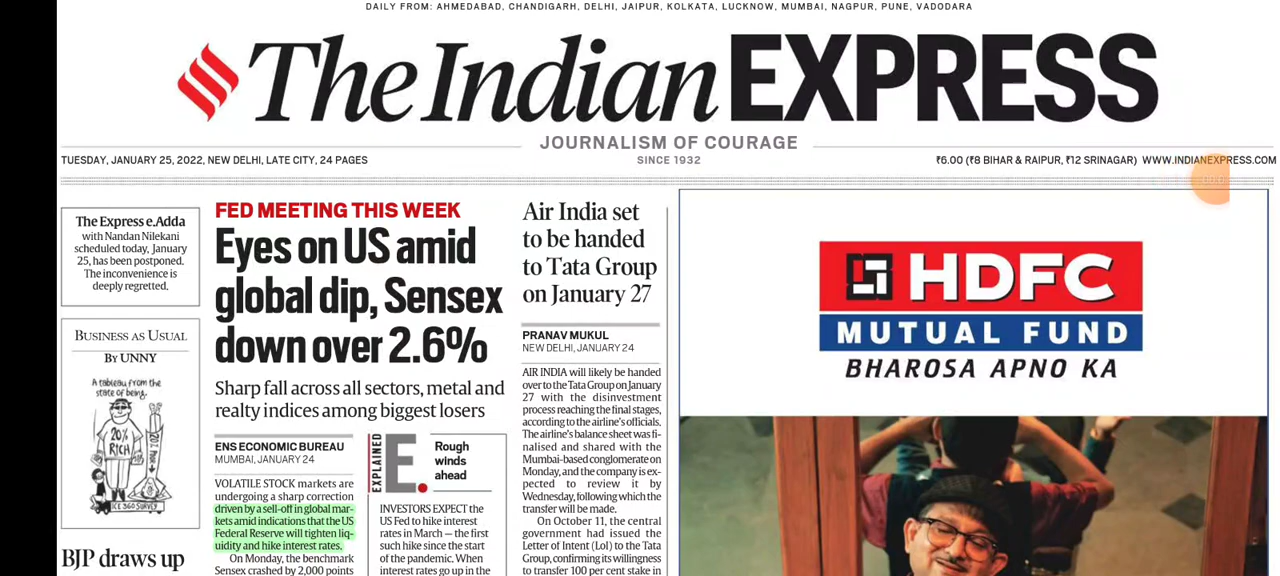 DAILY FROM: AHMEDABAD, CHANDIGARH, DELHI, JAIPUR, KOLKATA, LUCKNOW, MUMBAI, NAGPUR, PUNE, VADODARA
The Indian EXPRESS
JOURNALISM OF COURAGE
TUESDAY, JANUARY 25, 2022, NEW DELHI, LATE CITY, 24 PAGES
SINCE 1932
₹6.00 (₹8 BIHAR & RAIPUR, ₹12 SRINAGAR) WWW.INDIANEXPRESS.COM
The Express e.Adda
with Nandan Nilekani
scheduled today, January
25, has been postponed.
The inconvenience is
deeply regretted.
BUSINESS AS USUAL
BY UNNY
A tableau from the
state of being.
20%
RICH
ICE 360 SURVEY
BJP draws up
FED MEETING THIS WEEK
Eyes on US amid
global dip, Sensex
down over 2.6%
Sharp fall across all sectors, metal and
realty indices among biggest losers
ENS ECONOMIC BUREAU
MUMBAI, JANUARY 24
VOLATILE STOCK markets are
undergoing a sharp correction
driven by a sell-off in global mar-
kets amid indications that the US
Federal Reserve will tighten liq-
uidity and hike interest rates.
On Monday, the benchmark
Sensex crashed by 2,000 points
EXPLAINED
E.
Rough
winds
ahead
INVESTORS EXPECT the
US Fed to hike interest
rates in March — the first
such hike since the start
of the pandemic. When
interest rates go up in the
Air India set
to be handed
to Tata Group
on January 27
PRANAV MUKUL
NEW DELHI, JANUARY 24
AIR INDIA will likely be handed
over to the Tata Group on January
27 with the disinvestment
process reaching the final stages,
according to the airline's officials.
The airline's balance sheet was fi-
nalised and shared with the
Mumbai-based conglomerate on
Monday, and the company is ex-
pected to review it by
Wednesday, following which the
transfer will be made.
On October 11, the central
government had issued the
Letter of Intent (LoI) to the Tata
Group, confirming its willingness
to transfer 100 per cent stake in
HDFC
MUTUAL FUND
BHAROSA APNO KA